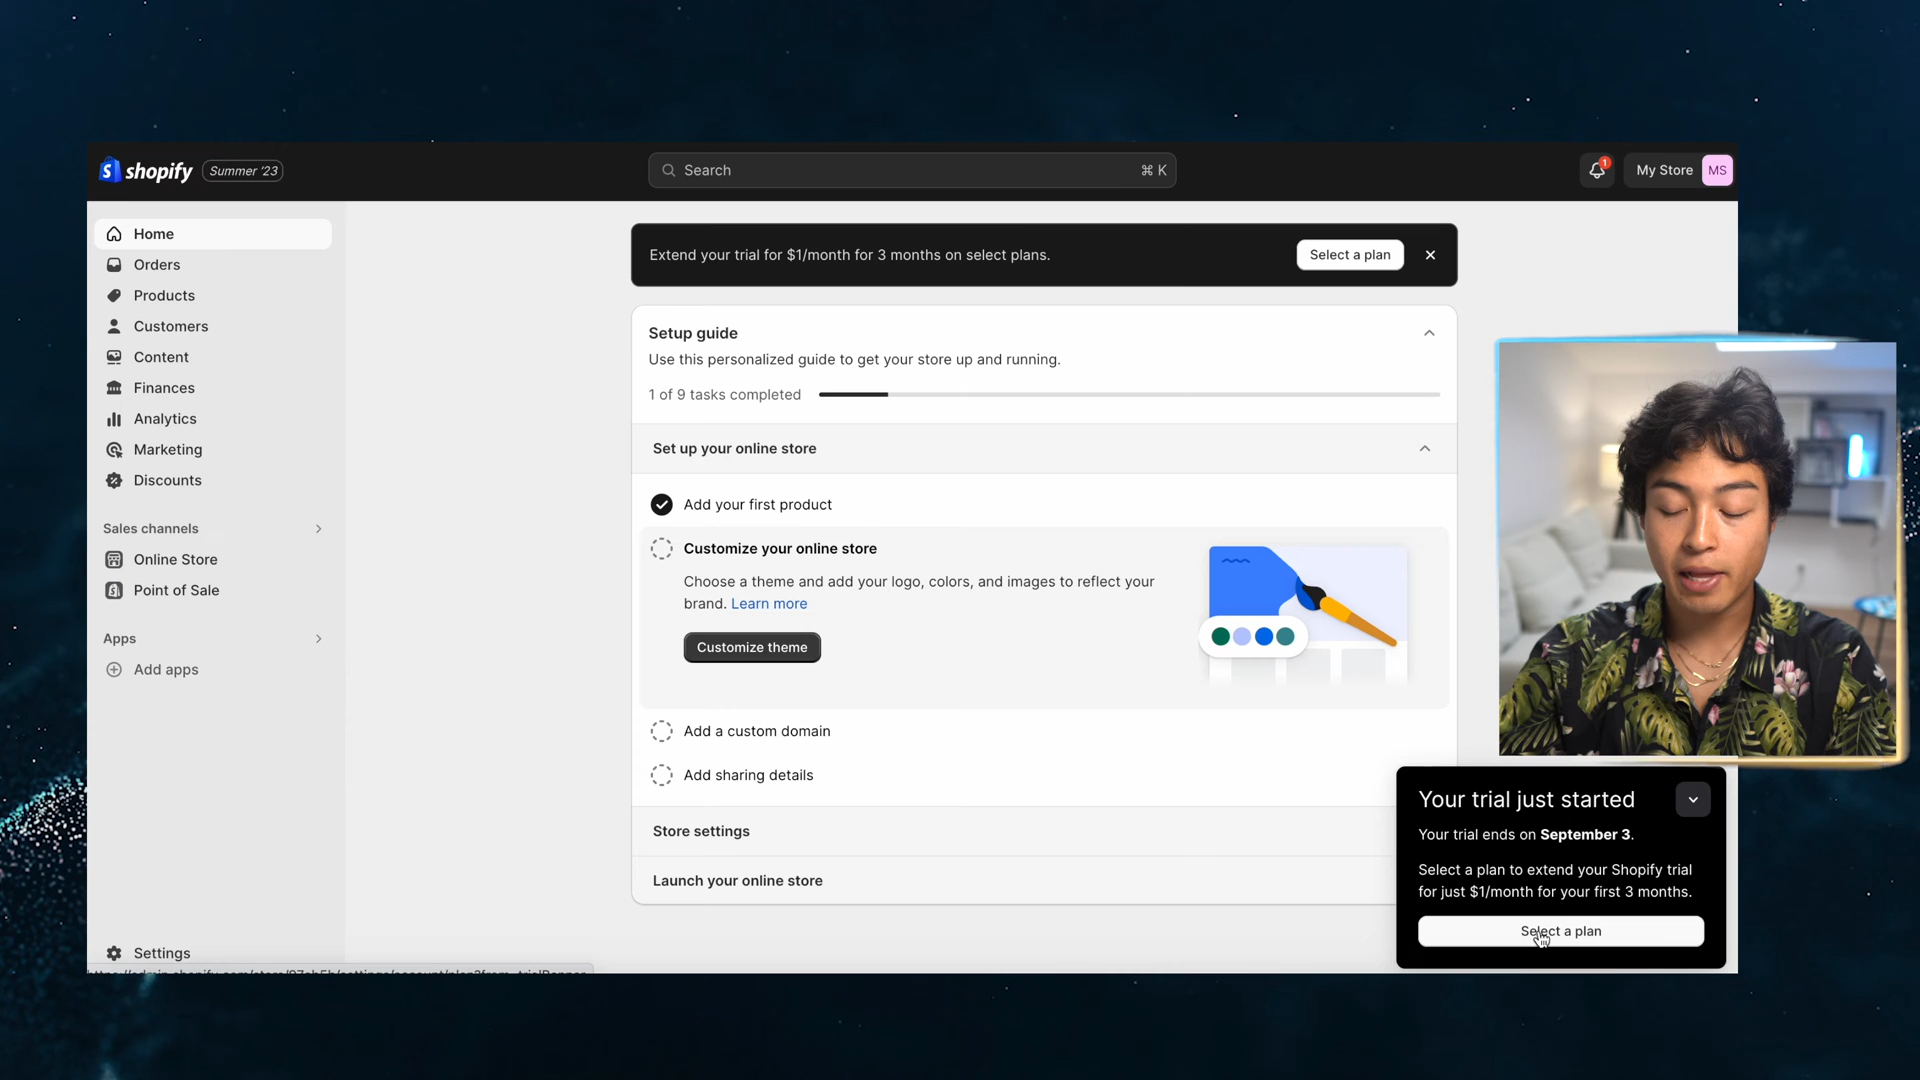 shopify
Summer '23
Search
⌘ K
1
My Store
MS
Home
Orders
Products
Customers
Content
Finances
Analytics
Marketing
Discounts
Sales channels
Online Store
Point of Sale
Apps
Add apps
Settings
Extend your trial for $1/month for 3 months on select plans.
Select a plan
Setup guide
Use this personalized guide to get your store up and running.
1 of 9 tasks completed
Set up your online store
Add your first product
Customize your online store
Choose a theme and add your logo, colors, and images to reflect your
brand. Learn more
Customize theme
Add a custom domain
Add sharing details
Store settings
Launch your online store
Your trial just started
Your trial ends on September 3.
Select a plan to extend your Shopify trial
for just $1/month for your first 3 months.
Select a plan